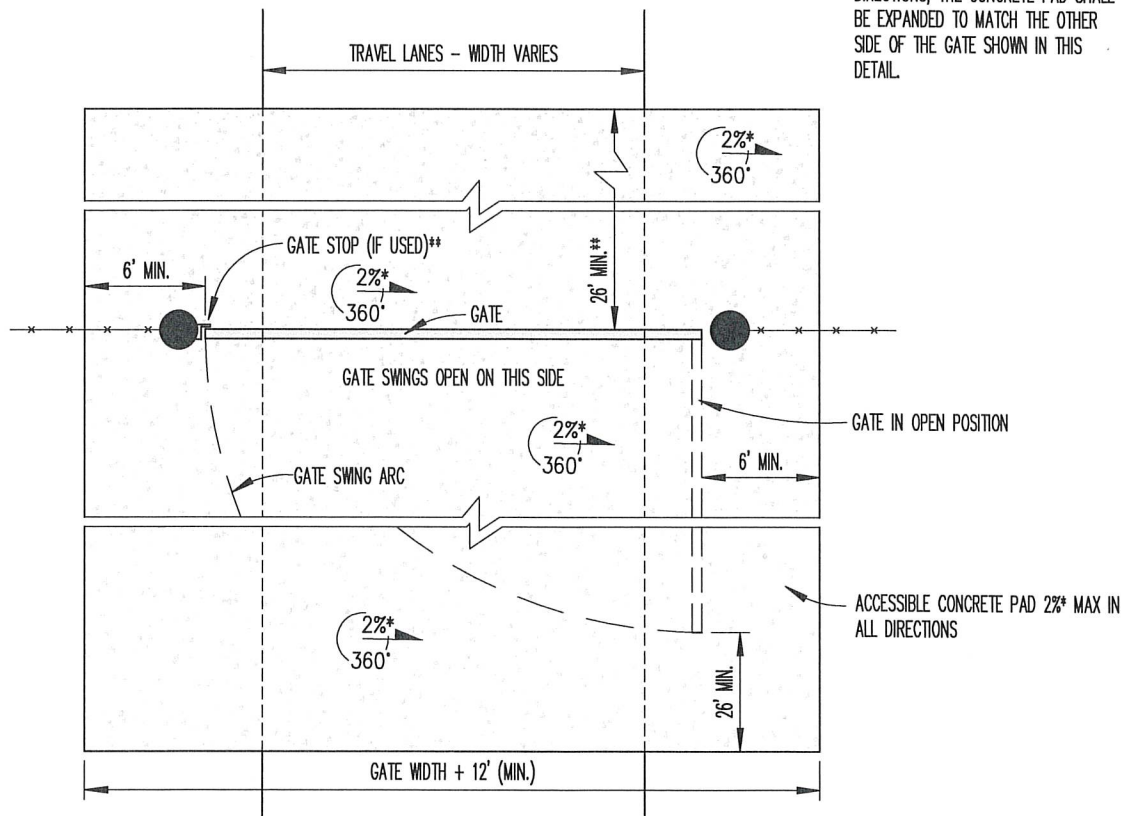 DIRECTIONS, THE CONCRETE PAD SHALL
BE EXPANDED TO MATCH THE OTHER
SIDE OF THE GATE SHOWN IN THIS
DETAIL.
TRAVEL LANES - WIDTH VARIES
2%*
360°
GATE STOP (IF USED)**
6' MIN.
2%*
360°
26' MIN.**
GATE
GATE SWINGS OPEN ON THIS SIDE
2%*
360°
GATE IN OPEN POSITION
6' MIN.
GATE SWING ARC
ACCESSIBLE CONCRETE PAD 2%* MAX IN
ALL DIRECTIONS
2%*
360°
26' MIN.
GATE WIDTH + 12' (MIN.)